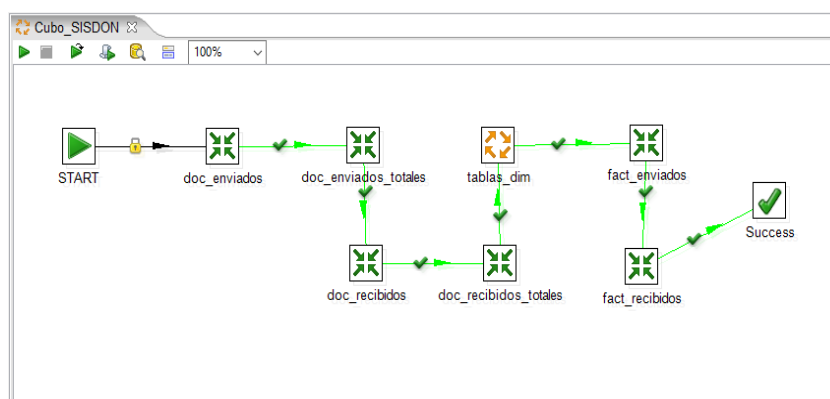 Cubo_SISDON
100%
START
doc_enviados
doc_enviados_totales
tablas_dim
fact_enviados
Success
doc_recibidos
doc_recibidos_totales
fact_recibidos